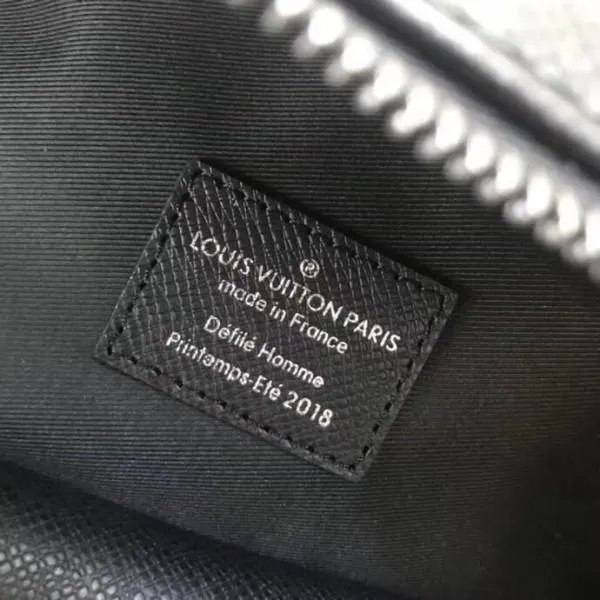 ®
LOUIS VUITTON PARIS
made in France
Défilé Homme
Printemps-Eté 2018